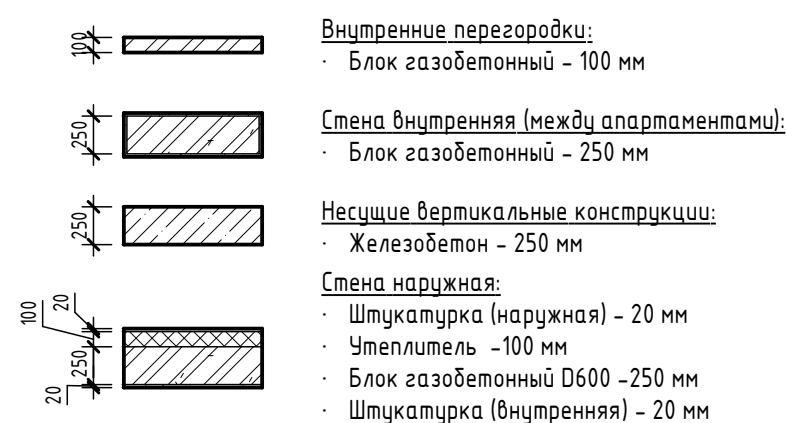 100
Внутренние перегородки:
· Блок газобетонный – 100 мм
250
Стена внутренняя (между апартаментами):
· Блок газобетонный – 250 мм
250
Несущие вертикальные конструкции:
· Железобетон – 250 мм
Стена наружная:
20
100
250
20
· Штукатурка (наружная) – 20 мм
· Утеплитель –100 мм
· Блок газобетонный D600 –250 мм
· Штукатурка (внутренняя) – 20 мм